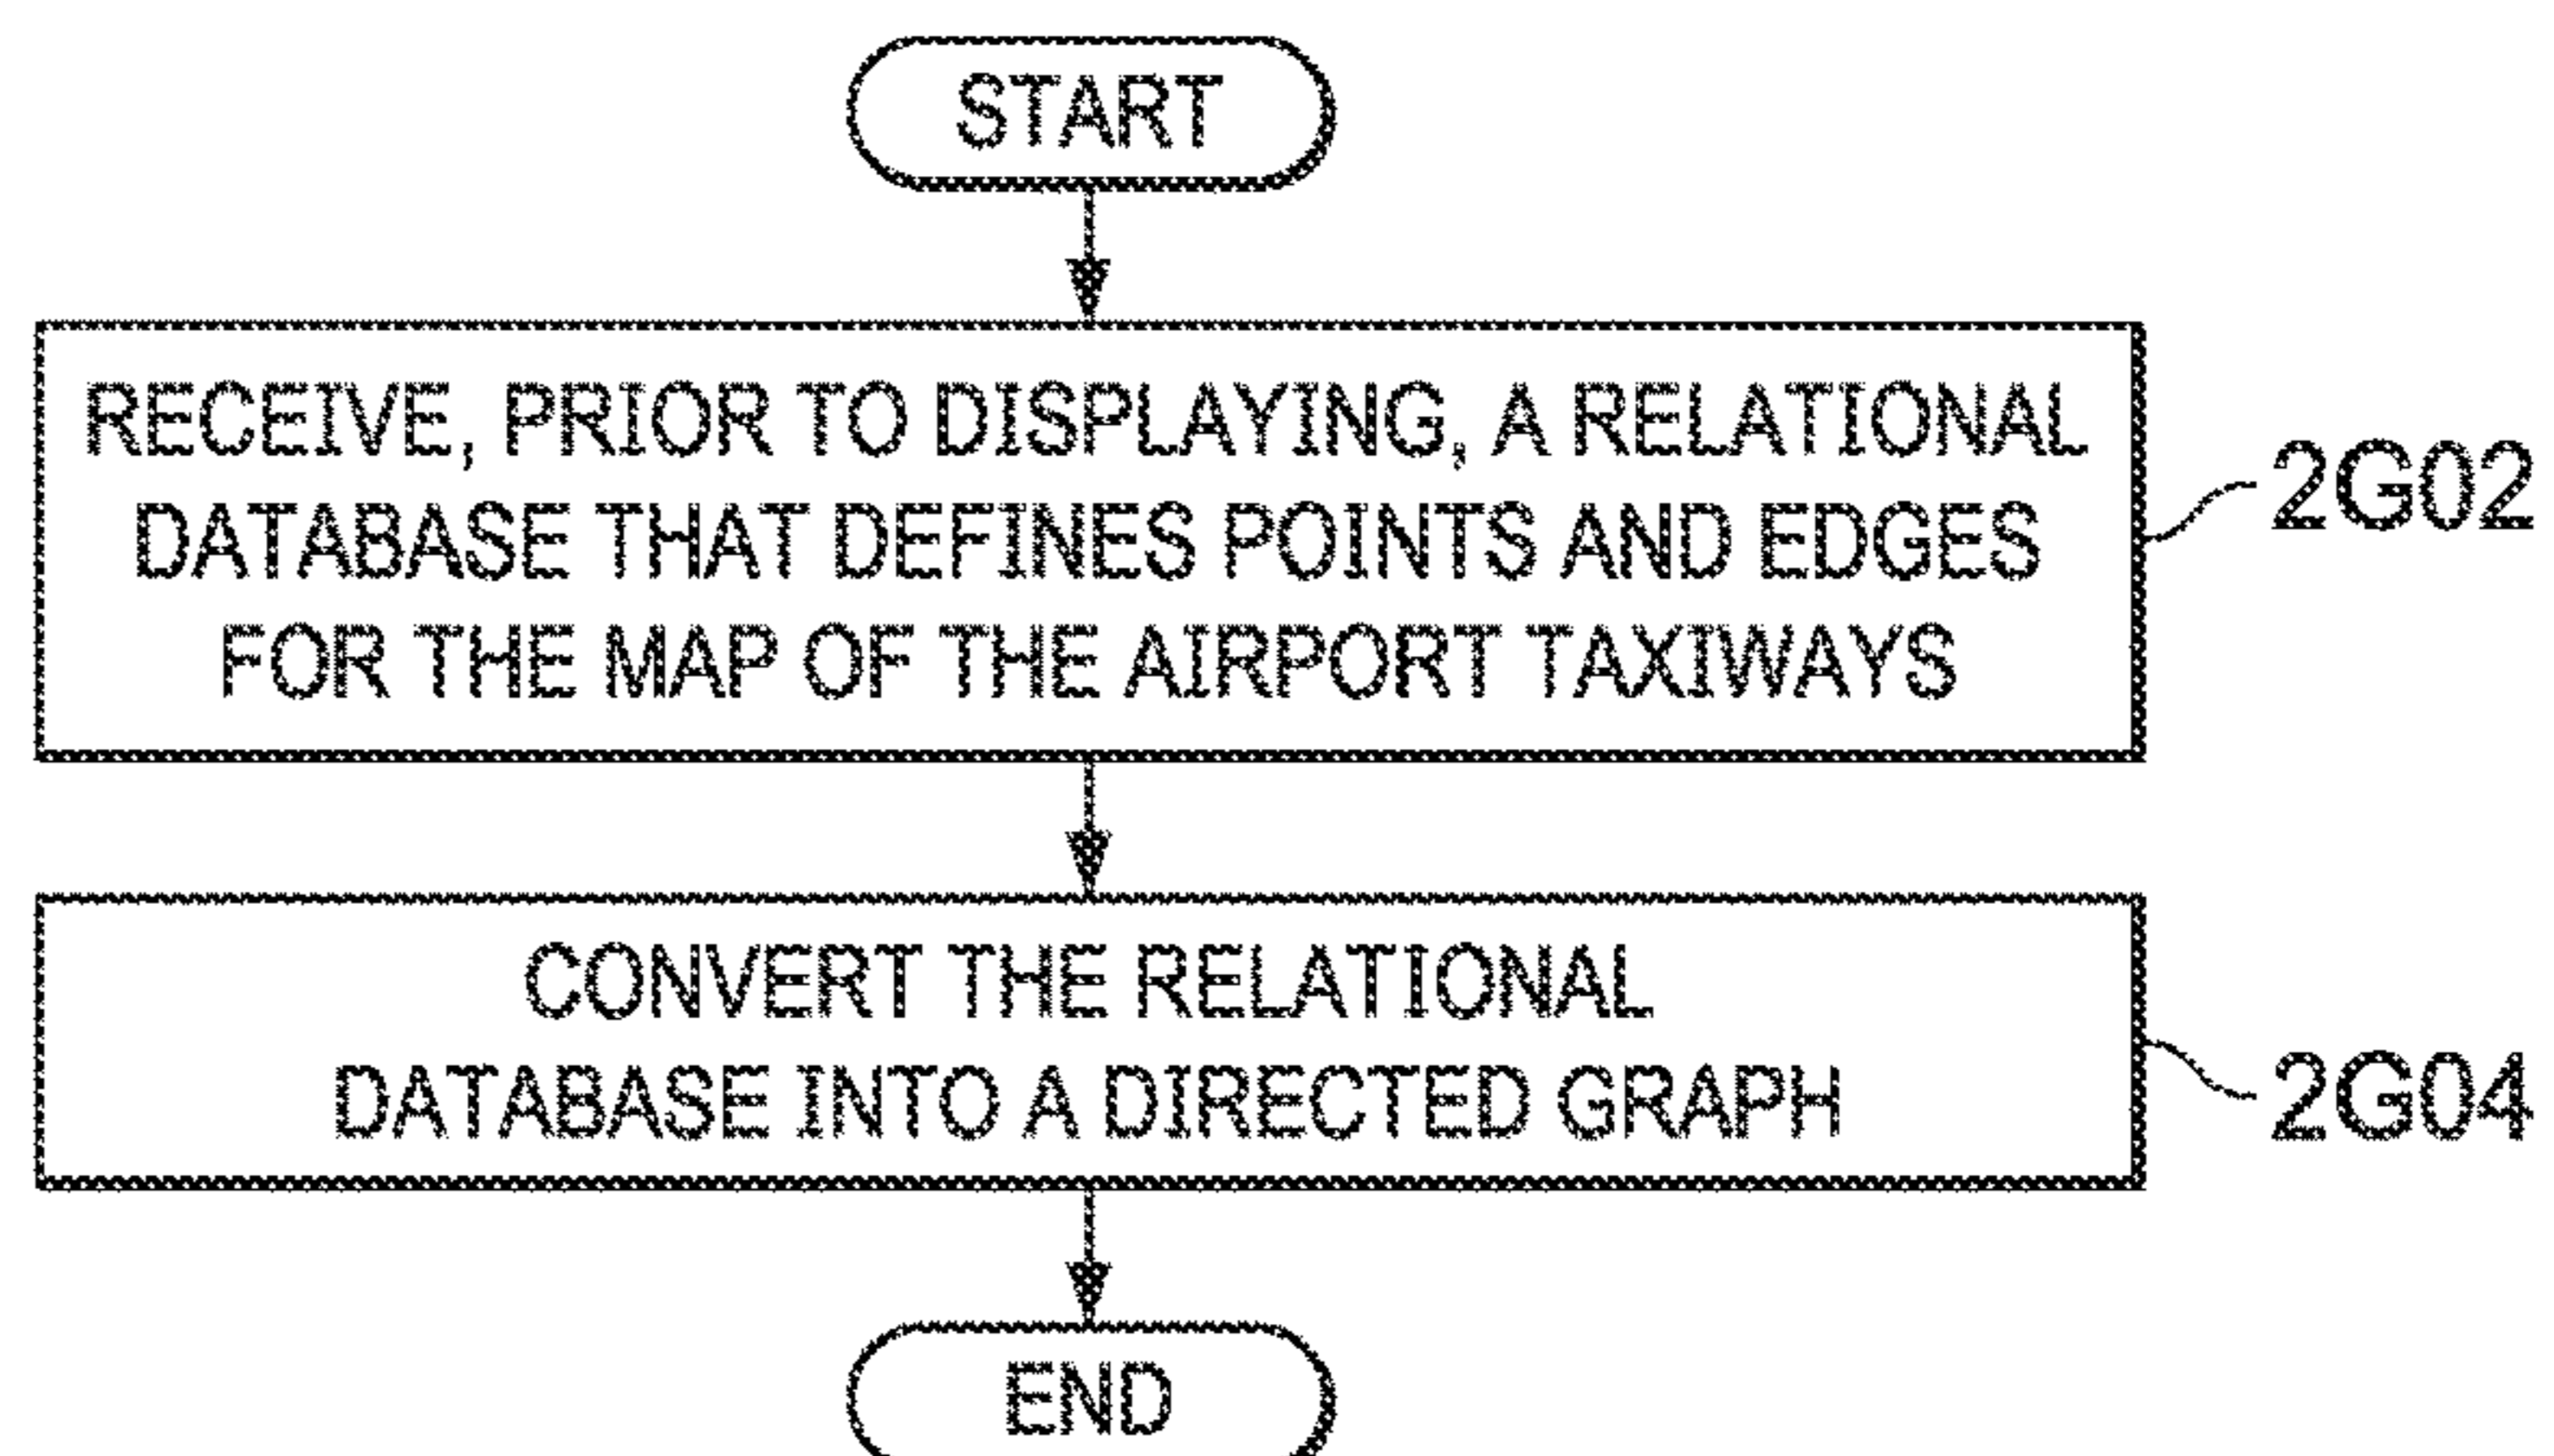 START
RECEIVE, PRIOR TO DISPLAYING, A RELATIONAL
DATABASE THAT DEFINES POINTS AND EDGES
FOR THE MAP OF THE AIRPORT TAXIWAYS
2G02
CONVERT THE RELATIONAL
DATABASE INTO A DIRECTED GRAPH
2G04
END